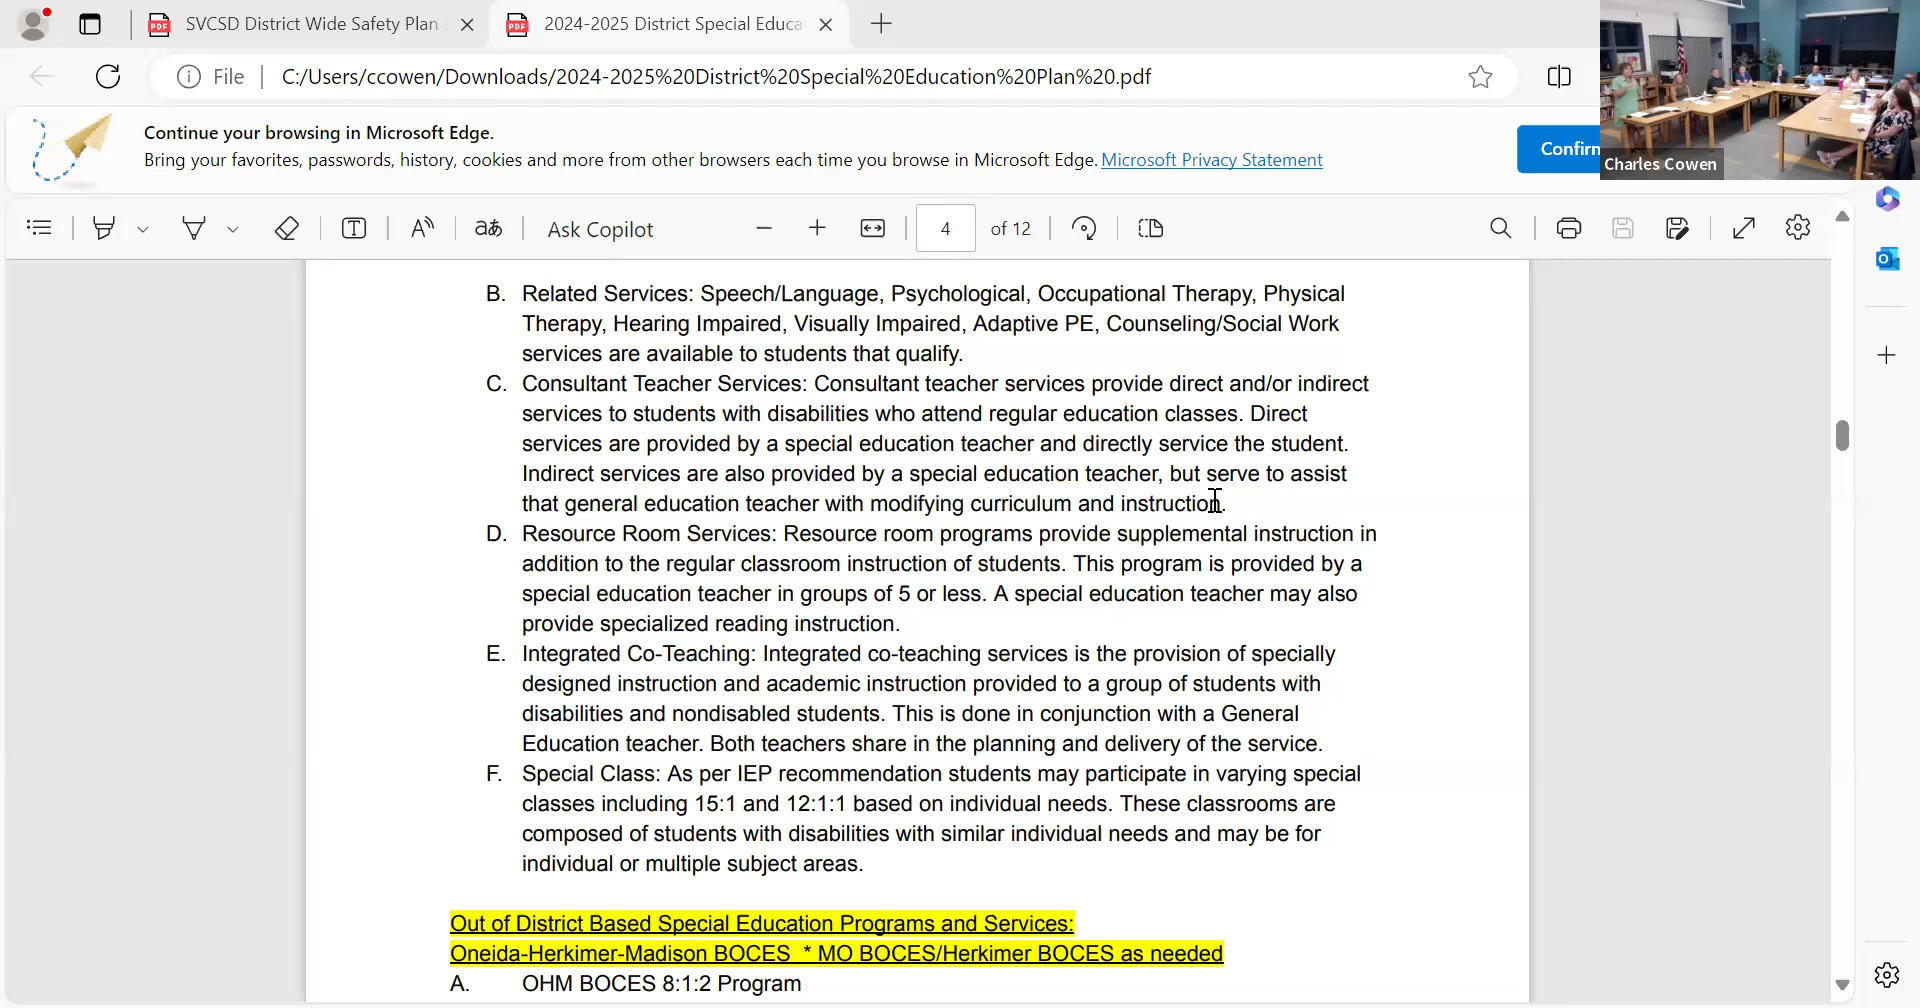 SVCSD District Wide Safety Plan
2024-2025 District Special Educa
File
C:/Users/ccowen/Downloads/2024-2025%20District%20Special%20Education%20Plan%20.pdf
Continue your browsing in Microsoft Edge.
Bring your favorites, passwords, history, cookies and more from other browsers each time you browse in Microsoft Edge. Microsoft Privacy Statement
Confirm
Charles Cowen
Ask Copilot
4 of 12
B. Related Services: Speech/Language, Psychological, Occupational Therapy, Physical
Therapy, Hearing Impaired, Visually Impaired, Adaptive PE, Counseling/Social Work
services are available to students that qualify.
C. Consultant Teacher Services: Consultant teacher services provide direct and/or indirect
services to students with disabilities who attend regular education classes. Direct
services are provided by a special education teacher and directly service the student.
Indirect services are also provided by a special education teacher, but serve to assist
that general education teacher with modifying curriculum and instruction.
D. Resource Room Services: Resource room programs provide supplemental instruction in
addition to the regular classroom instruction of students. This program is provided by a
special education teacher in groups of 5 or less. A special education teacher may also
provide specialized reading instruction.
E. Integrated Co-Teaching: Integrated co-teaching services is the provision of specially
designed instruction and academic instruction provided to a group of students with
disabilities and nondisabled students. This is done in conjunction with a General
Education teacher. Both teachers share in the planning and delivery of the service.
F. Special Class: As per IEP recommendation students may participate in varying special
classes including 15:1 and 12:1:1 based on individual needs. These classrooms are
composed of students with disabilities with similar individual needs and may be for
individual or multiple subject areas.
Out of District Based Special Education Programs and Services:
Oneida-Herkimer-Madison BOCES * MO BOCES/Herkimer BOCES as needed
A. OHM BOCES 8:1:2 Program